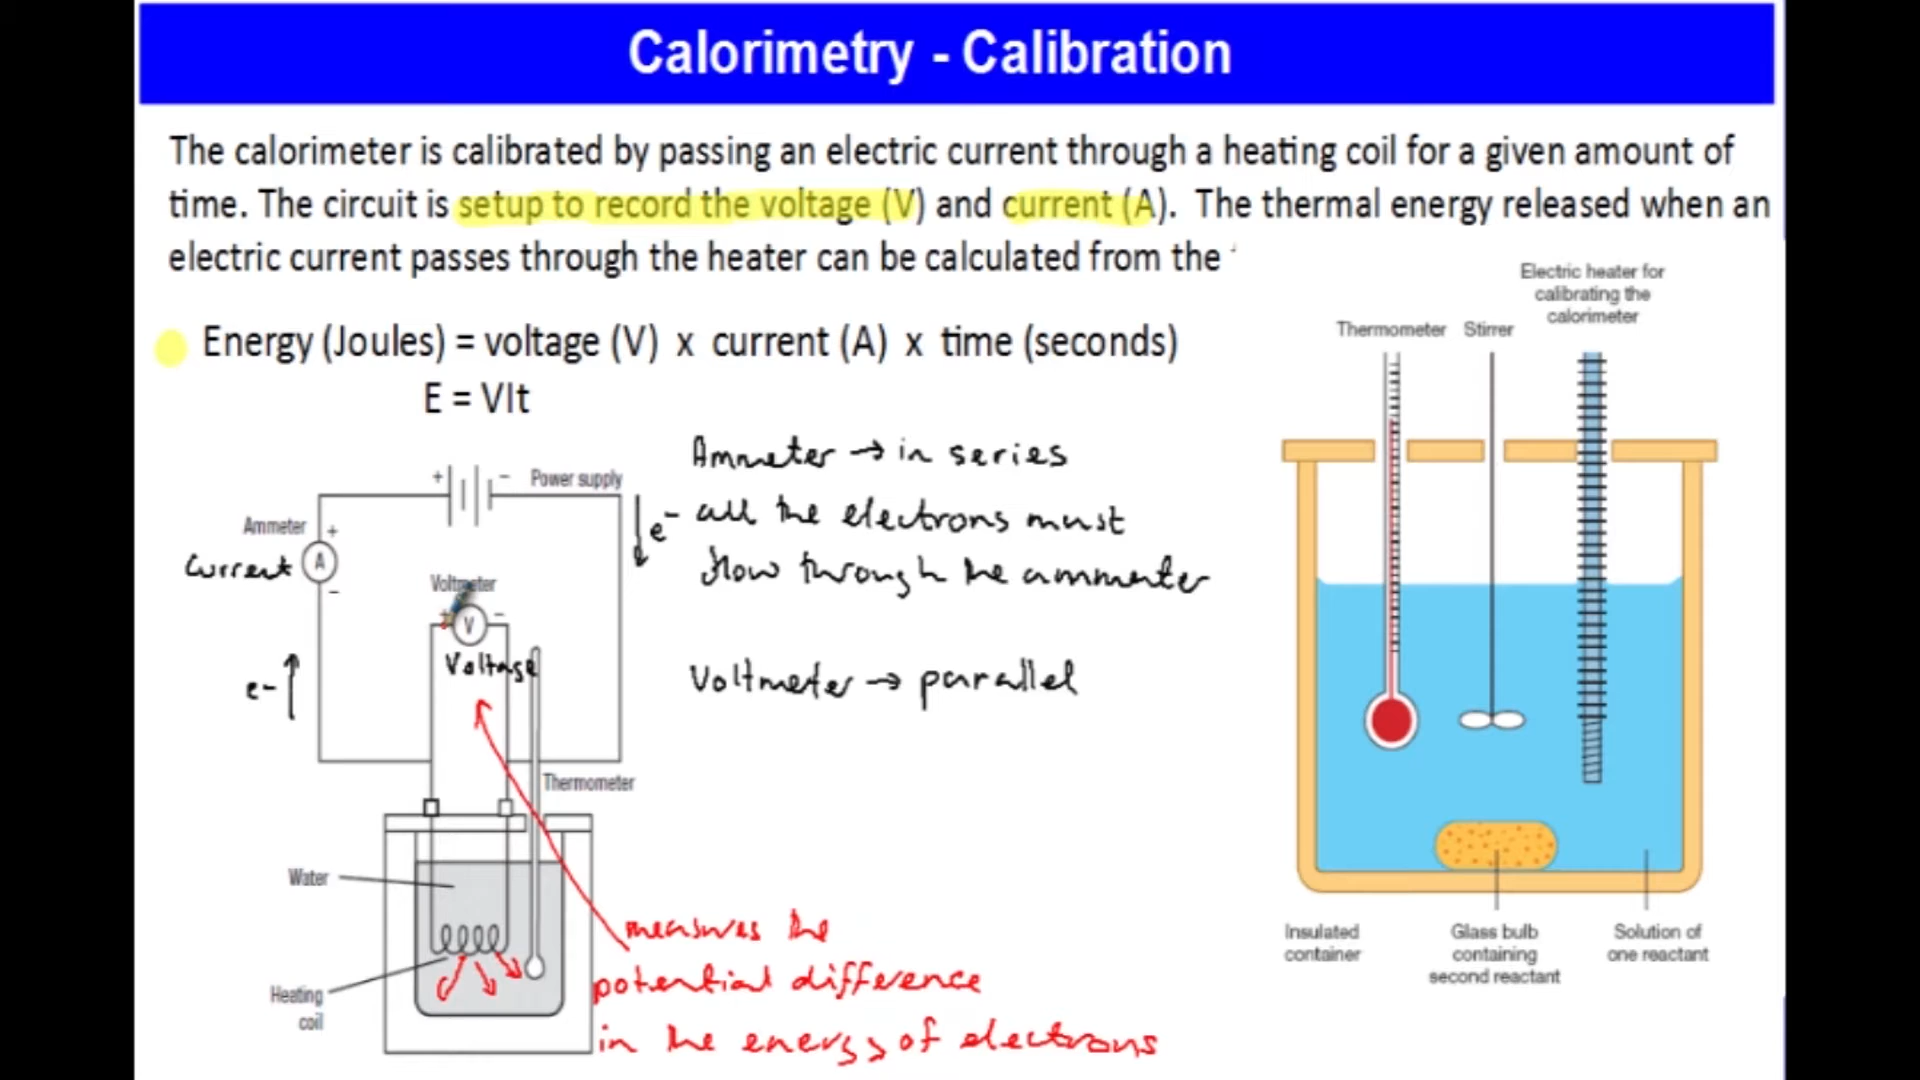 Calorimetry - Calibration
The calorimeter is calibrated by passing an electric current through a heating coil for a given amount of
time. The circuit is setup to record the voltage (V) and current (A). The thermal energy released when an
electric current passes through the heater can be calculated from the
Energy (Joules) = voltage (V) x current (A) x time (seconds)
E = VIt
Ammeter → in series
all the electrons must
flow through the ammeter
Voltmeter → parallel
+
-
Power supply
Ammeter
+
Current
A
-
e-
Voltmeter
+
V
-
Voltage
e-
Thermometer
Water
Heating
coil
measures the
potential difference
in the energy of electrons
Electric heater for
calibrating the
calorimeter
Thermometer
Stirrer
Insulated
container
Glass bulb
containing
second reactant
Solution of
one reactant